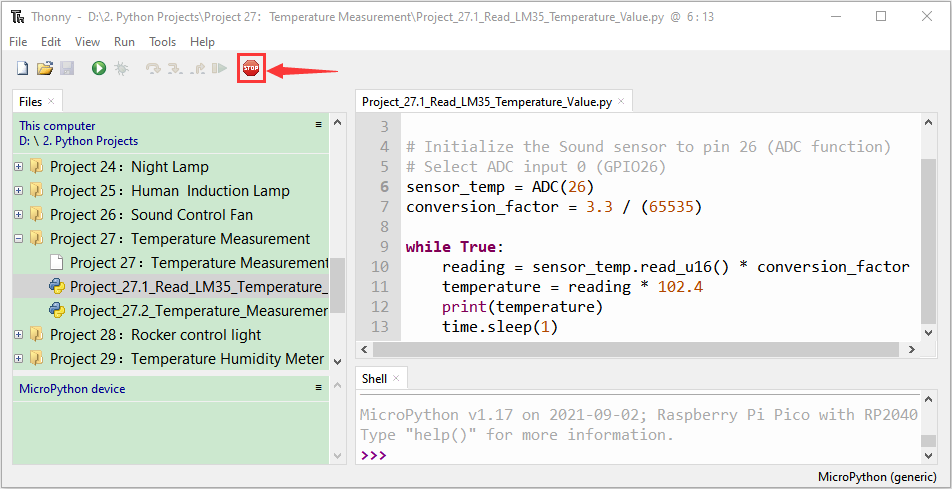 Thonny - D:\2. Python Projects\Project 27：Temperature Measurement\Project_27.1_Read_LM35_Temperature_Value.py @ 6 : 13
File Edit View Run Tools Help
STOP
Files ×
This computer
D: \ 2. Python Projects
Project 24：Night Lamp
Project 25：Human Induction Lamp
Project 26：Sound Control Fan
Project 27：Temperature Measurement
Project 27：Temperature Measurement
Project_27.1_Read_LM35_Temperature_
Project_27.2_Temperature_Measuremer
Project 28：Rocker control light
Project 29：Temperature Humidity Meter
MicroPython device
Project_27.1_Read_LM35_Temperature_Value.py ×
3
4 # Initialize the Sound sensor to pin 26 (ADC function)
5 # Select ADC input 0 (GPIO26)
6 sensor_temp = ADC(26)
7 conversion_factor = 3.3 / (65535)
8
9 while True:
10 reading = sensor_temp.read_u16() * conversion_factor
11 temperature = reading * 102.4
12 print(temperature)
13 time.sleep(1)
Shell ×
MicroPython v1.17 on 2021-09-02; Raspberry Pi Pico with RP2040
Type "help()" for more information.
>>>
MicroPython (generic)